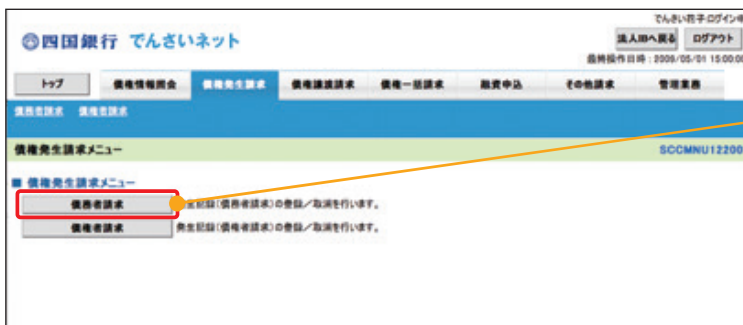 でんさい花子:ログイン中
四国銀行 でんさいネット
法人IBへ戻る ログアウト
最終操作日時:2009/05/01 15:00:00
トップ 債権情報照会 債権発生請求 債権譲渡請求 債権一括請求 融資申込 その他請求 管理業務
債務者請求 債権者請求
債権発生請求メニュー SCCMNU12200
■ 債権発生請求メニュー
債務者請求 発生記録(債務者請求)の登録/取消を行います。
債権者請求 発生記録(債権者請求)の登録/取消を行います。